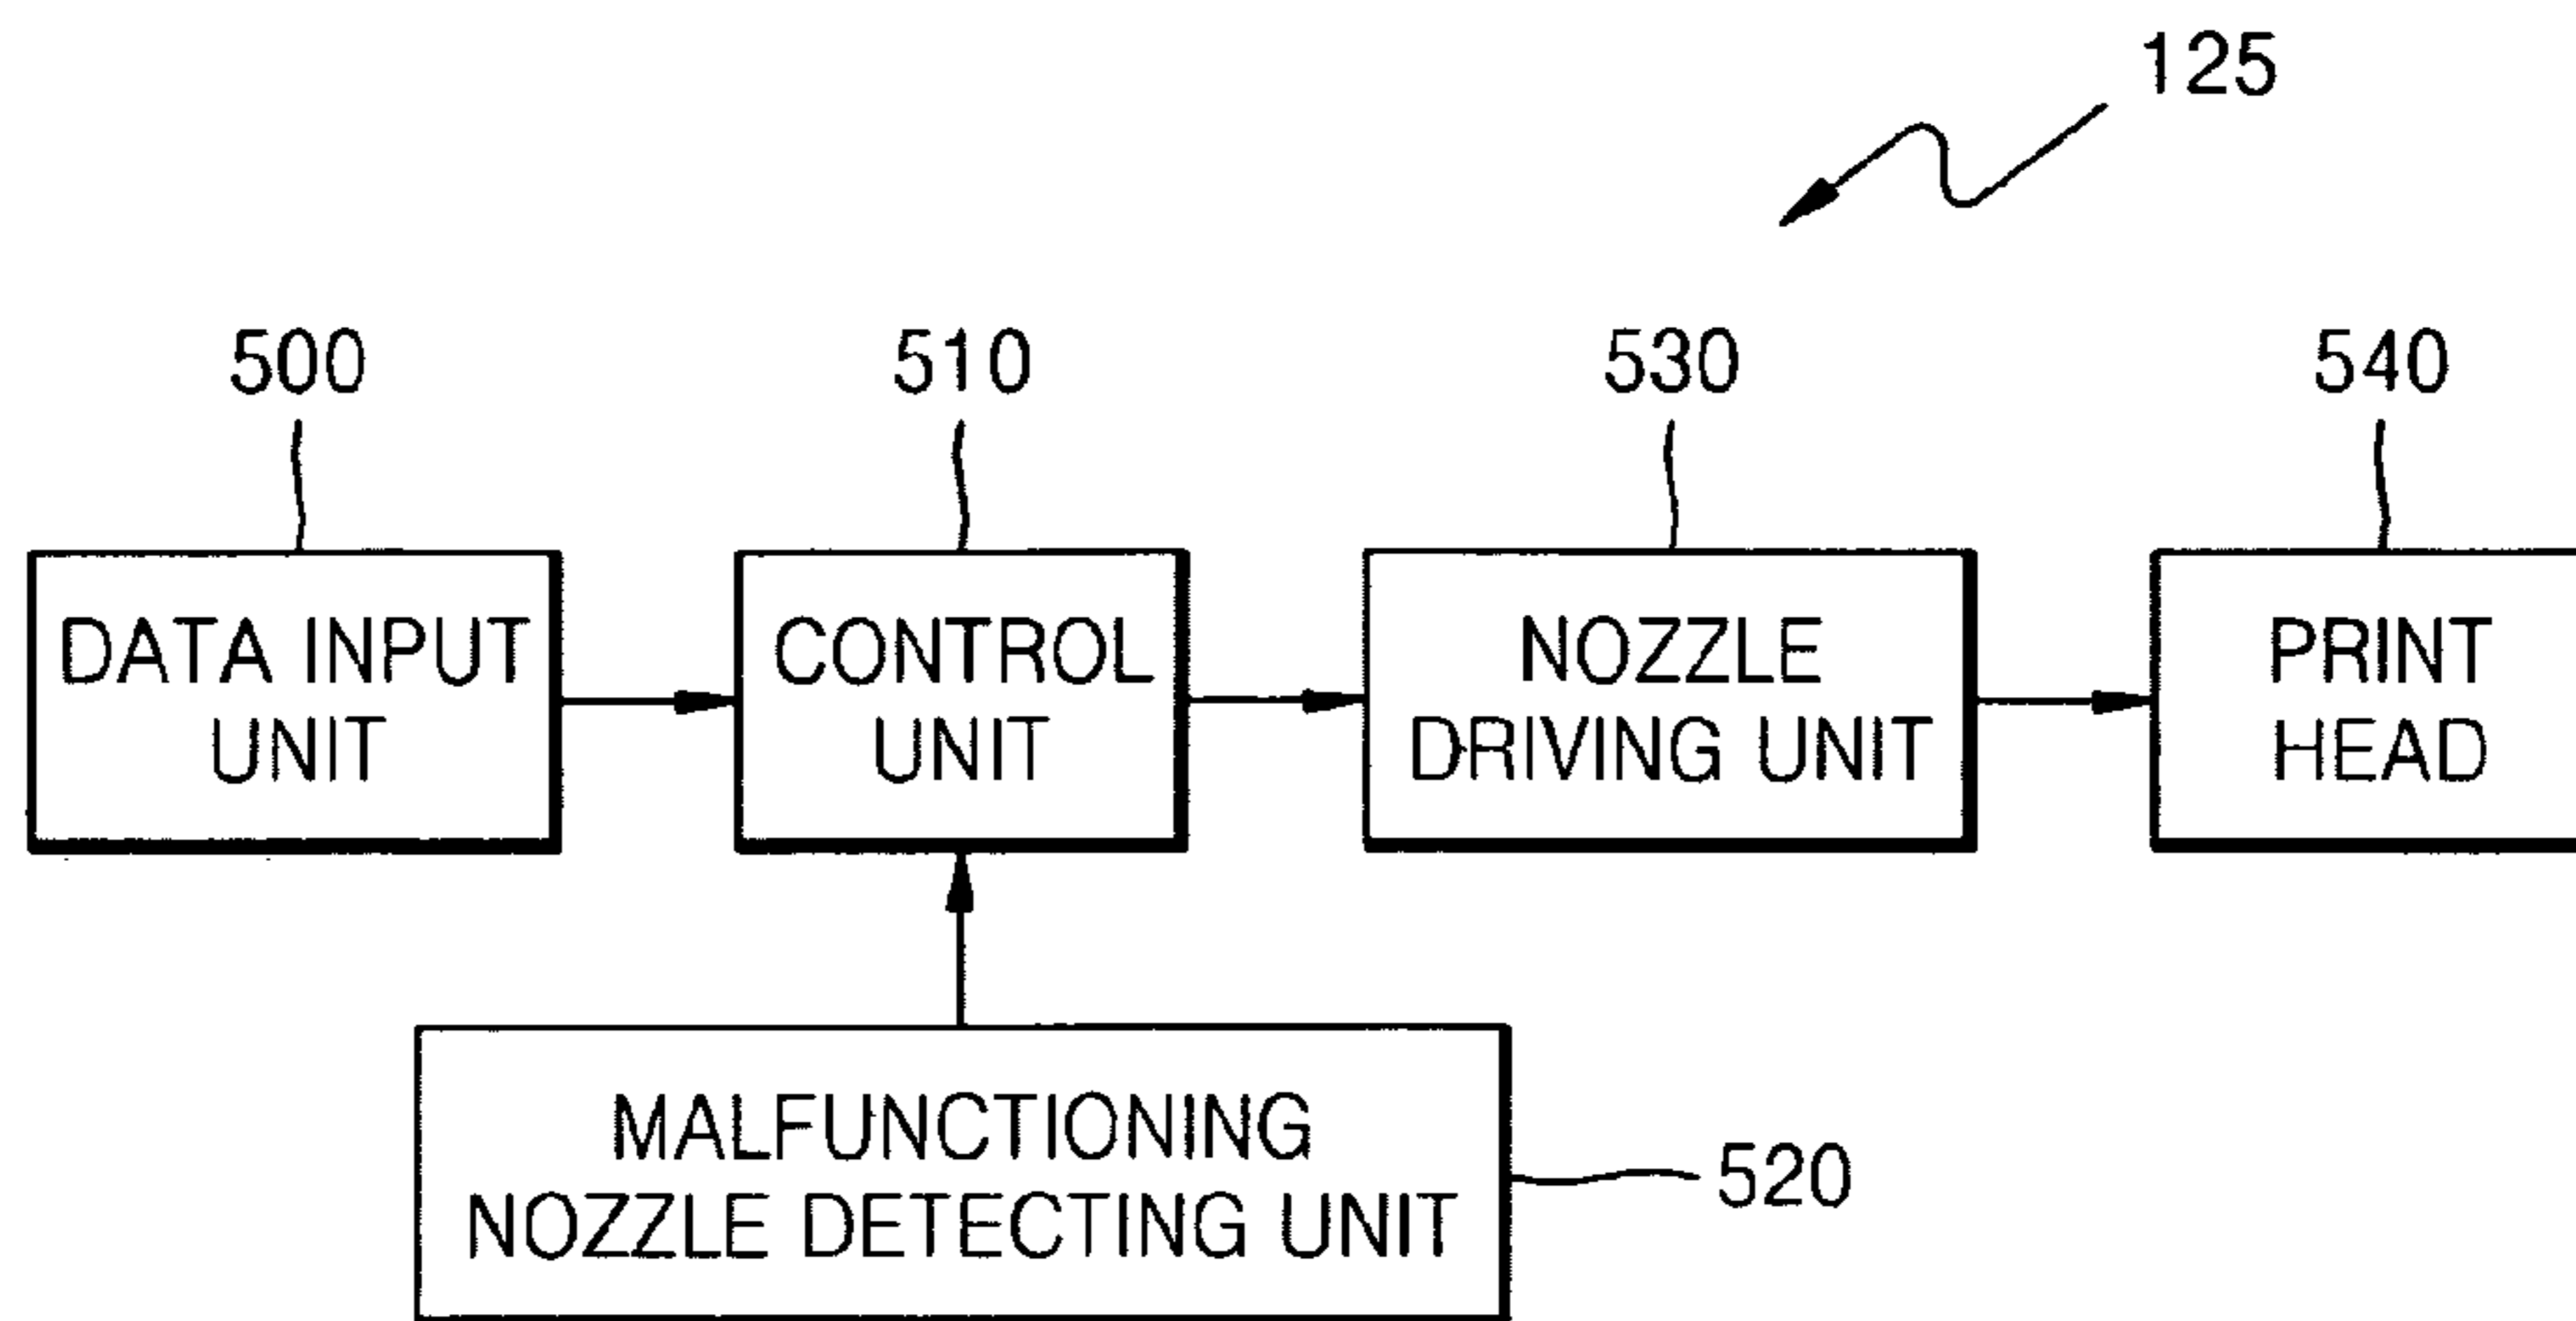 125
500
510
530
540
DATA INPUT
UNIT
CONTROL
UNIT
NOZZLE
DRIVING UNIT
PRINT
HEAD
MALFUNCTIONING
NOZZLE DETECTING UNIT
520